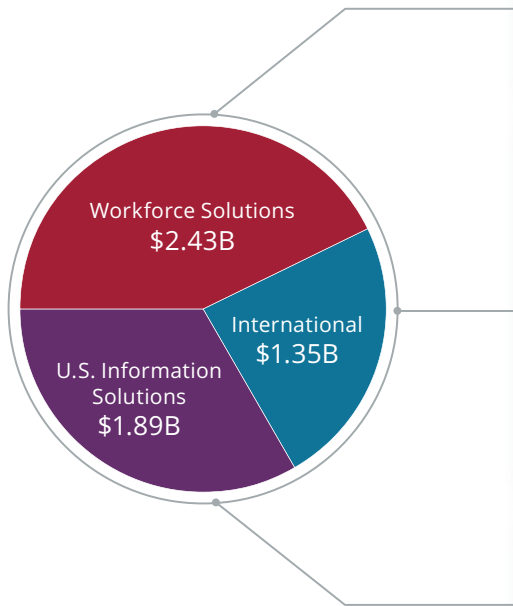 Workforce Solutions
$2.43B
International
$1.35B
U.S. Information
Solutions
$1.89B